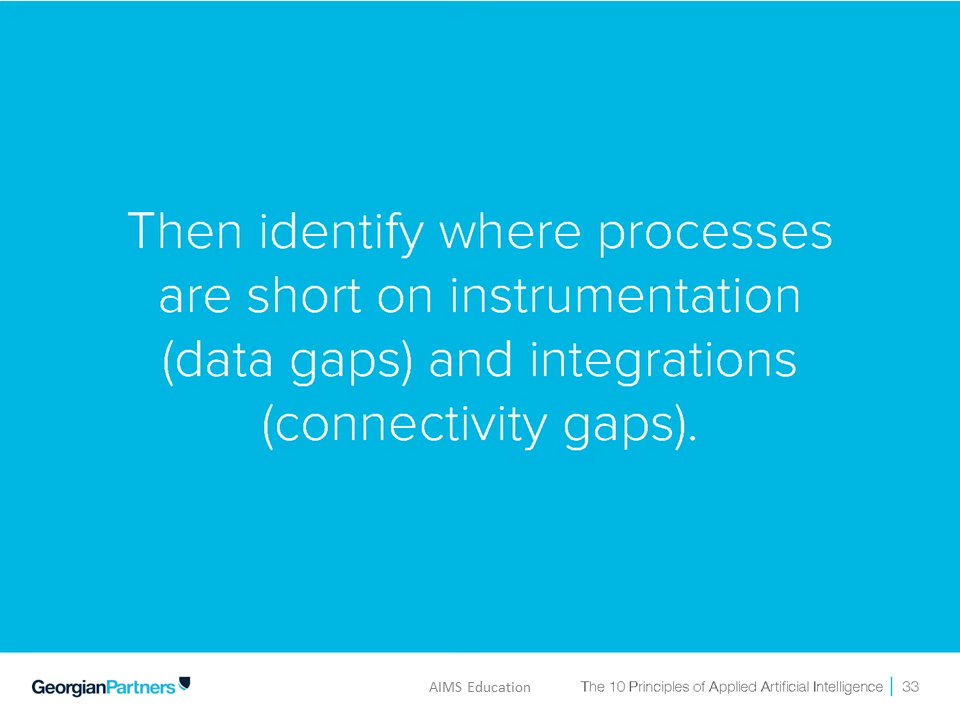 Then identify where processes
are short on instrumentation
(data gaps) and integrations
(connectivity gaps).
GeorgianPartners
AIMS Education
The 10 Principles of Applied Artificial Intelligence | 33